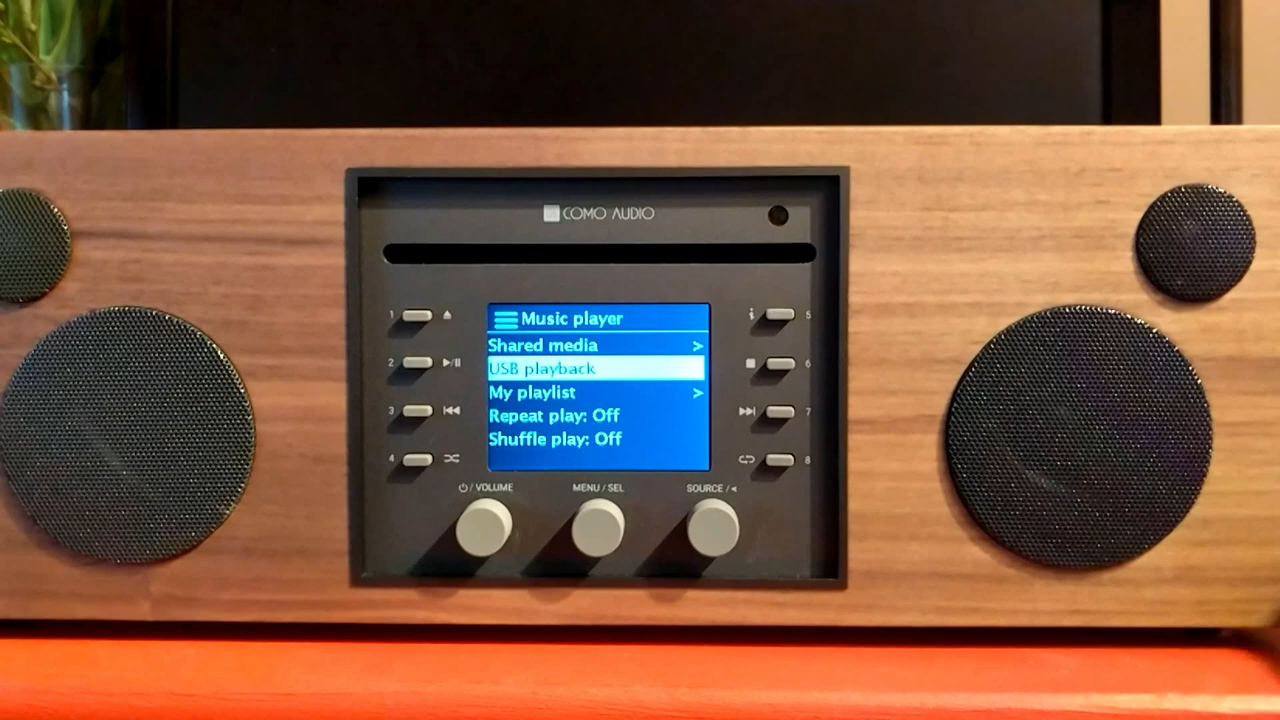 COMO AUDIO
1
2
3
4
5
6
7
8
Music player
Shared media >
USB playback
My playlist >
Repeat play: Off
Shuffle play: Off
/ VOLUME
MENU / SEL
SOURCE /